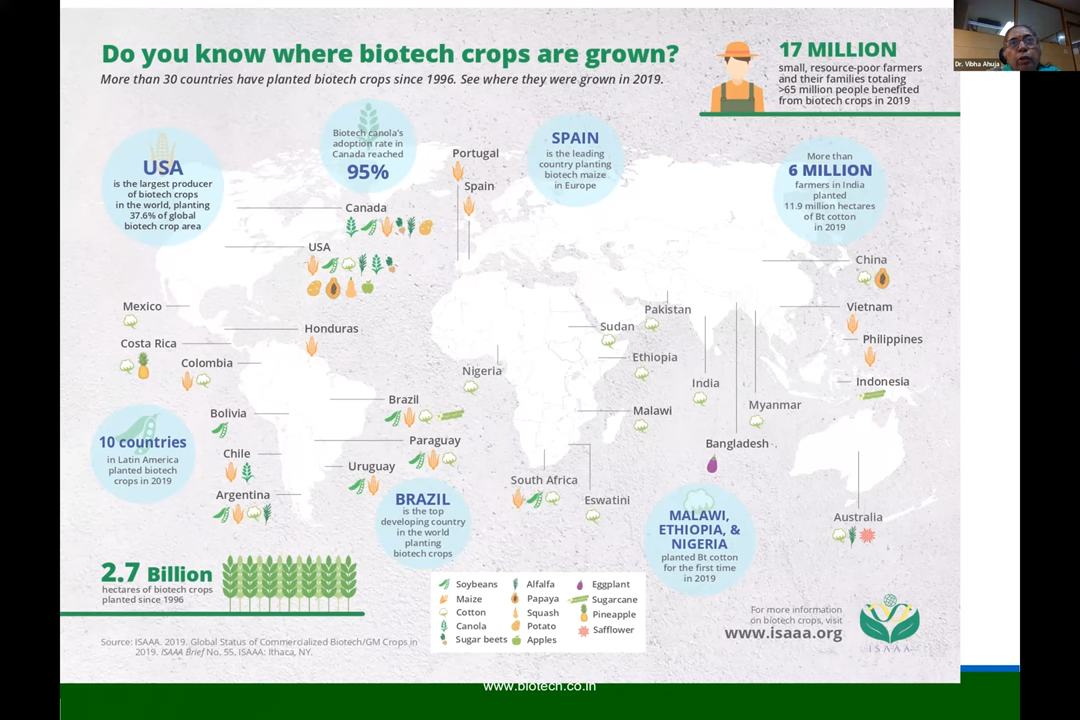 Do you know where biotech crops are grown?
More than 30 countries have planted biotech crops since 1996. See where they were grown in 2019.
17 MILLION
small, resource-poor farmers
and their families totaling
>65 million people benefited
from biotech crops in 2019
Dr. Vibha Ahuja
USA
is the largest producer
of biotech crops
in the world, planting
37.6% of global
biotech crop area
Biotech canola's
adoption rate in
Canada reached
95%
SPAIN
is the leading
country planting
biotech maize
in Europe
More than
6 MILLION
farmers in India
planted
11.9 million hectares
of Bt cotton
in 2019
Portugal
Spain
Canada
USA
Mexico
Honduras
Costa Rica
Colombia
Bolivia
Brazil
Chile
Paraguay
Uruguay
Argentina
Nigeria
Sudan
Ethiopia
Malawi
South Africa
Eswatini
Pakistan
India
Bangladesh
Myanmar
China
Vietnam
Philippines
Indonesia
Australia
10 countries
in Latin America
planted biotech
crops in 2019
BRAZIL
is the top
developing country
in the world
planting
biotech crops
MALAWI,
ETHIOPIA, &
NIGERIA
planted Bt cotton
for the first time
in 2019
2.7 Billion
hectares of biotech crops
planted since 1996
Soybeans
Maize
Cotton
Canola
Sugar beets
Alfalfa
Papaya
Squash
Potato
Apples
Eggplant
Sugarcane
Pineapple
Safflower
Source: ISAAA. 2019. Global Status of Commercialized Biotech/GM Crops in
2019. ISAAA Brief No. 55. ISAAA: Ithaca, NY.
For more information
on biotech crops, visit
www.isaaa.org
ISAAA
www.biotech.co.in